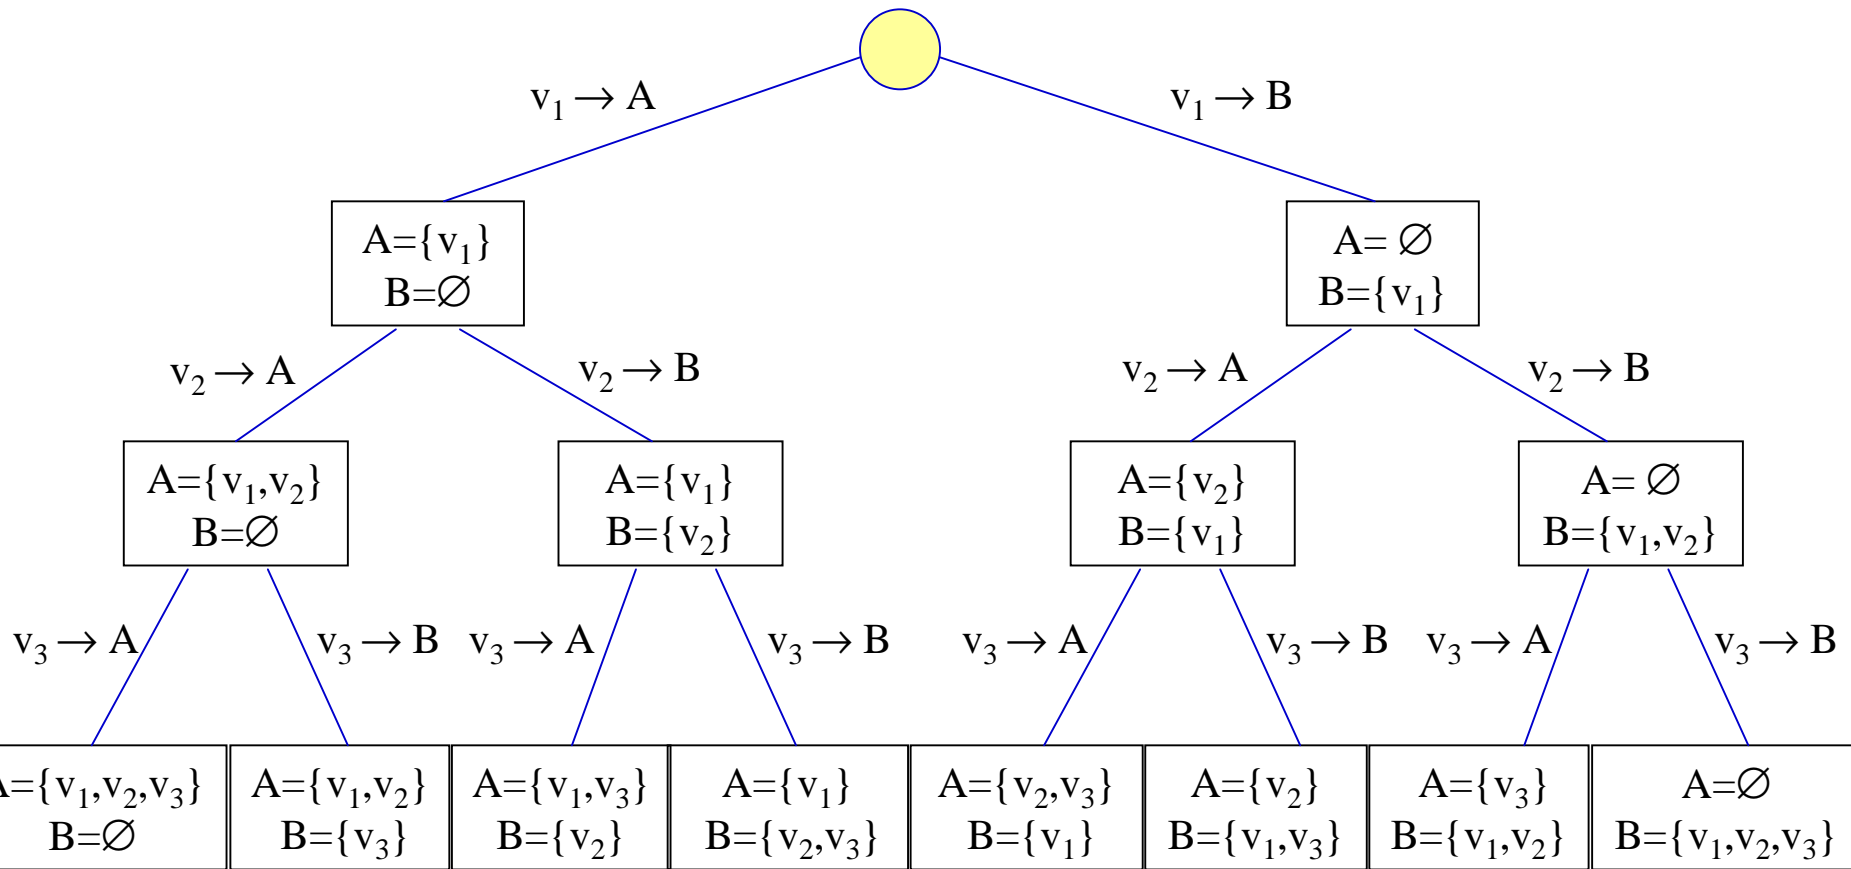 v₁ → A
v₁ → B
A={v₁}
B=∅
A= ∅
B={v₁}
v₂ → A
v₂ → B
v₂ → A
v₂ → B
A={v₁,v₂}
B=∅
A={v₁}
B={v₂}
A={v₂}
B={v₁}
A= ∅
B={v₁,v₂}
v₃ → A
v₃ → B
v₃ → A
v₃ → B
v₃ → A
v₃ → B
v₃ → A
v₃ → B
A={v₁,v₂,v₃}
B=∅
A={v₁,v₂}
B={v₃}
A={v₁,v₃}
B={v₂}
A={v₁}
B={v₂,v₃}
A={v₂,v₃}
B={v₁}
A={v₂}
B={v₁,v₃}
A={v₃}
B={v₁,v₂}
A=∅
B={v₁,v₂,v₃}